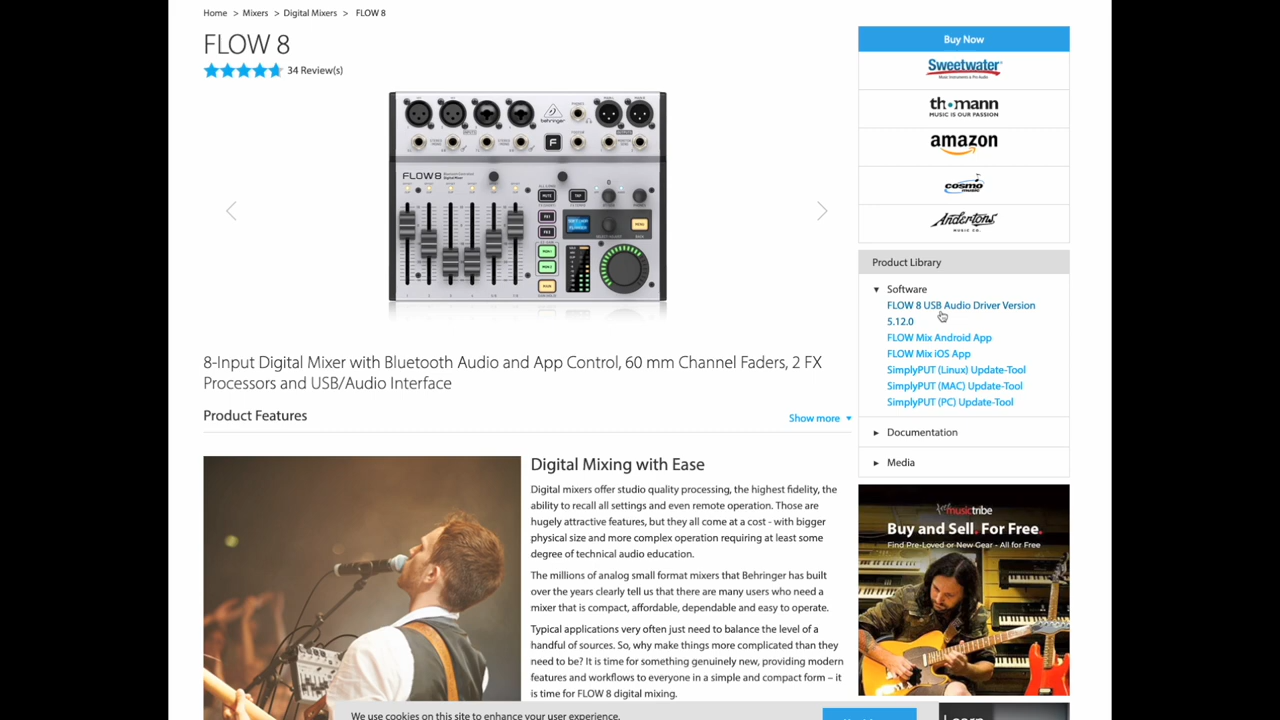 Home > Mixers > Digital Mixers > FLOW 8
FLOW 8
34 Review(s)
behringer
FLOW8
8-Input Digital Mixer with Bluetooth Audio and App Control, 60 mm Channel Faders, 2 FX
Processors and USB/Audio Interface
Product Features
Show more
Digital Mixing with Ease
Digital mixers offer studio quality processing, the highest fidelity, the
ability to recall all settings and even remote operation. Those are
hugely attractive features, but they all come at a cost - with bigger
physical size and more complex operation requiring at least some
degree of technical audio education.
The millions of analog small format mixers that Behringer has built
over the years clearly tell us that there are many users who need a
mixer that is compact, affordable, dependable and easy to operate.
Typical applications very often just need to balance the level of a
handful of sources. So, why make things more complicated than they
need to be? It is time for something genuinely new, providing modern
features and workflows to everyone in a simple and compact form – it
is time for FLOW 8 digital mixing.
We use cookies on this site to enhance your user experience.
Buy Now
Sweetwater
Music Instruments & Pro Audio
th•mann
MUSIC IS OUR PASSION
amazon
cosmo
music
Andertons
MUSIC CO.
Product Library
Software
FLOW 8 USB Audio Driver Version
5.12.0
FLOW Mix Android App
FLOW Mix iOS App
SimplyPUT (Linux) Update-Tool
SimplyPUT (MAC) Update-Tool
SimplyPUT (PC) Update-Tool
Documentation
Media
musictribe
Buy and Sell. For Free.
Find Pre-Loved or New Gear - All for Free
Learn